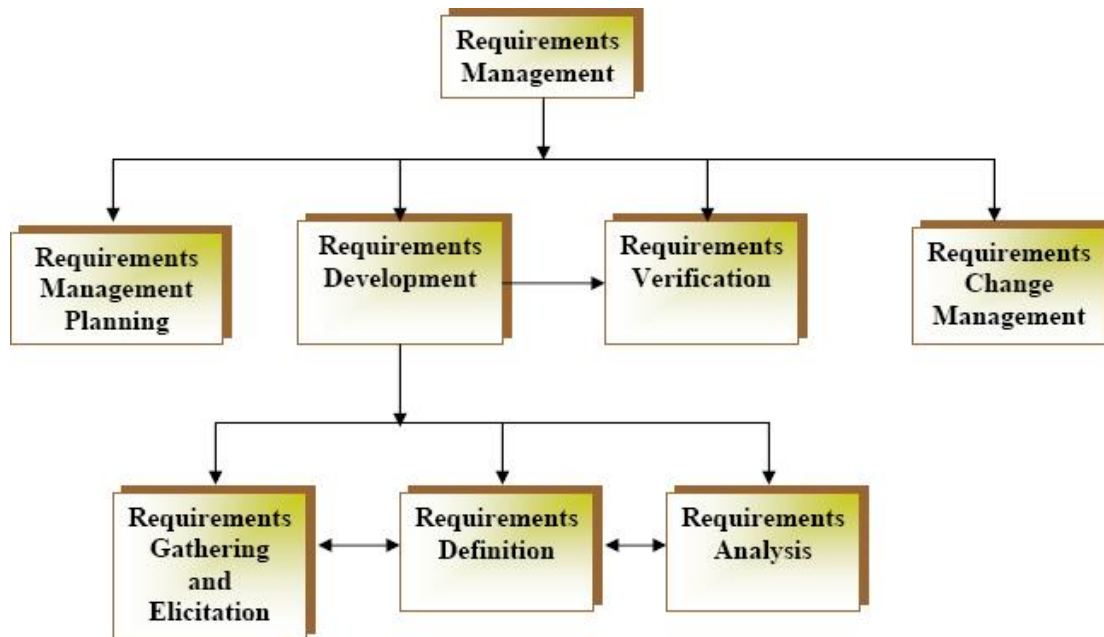 Requirements
Management
Requirements
Management
Planning
Requirements
Development
Requirements
Verification
Requirements
Change
Management
Requirements
Gathering
and
Elicitation
Requirements
Definition
Requirements
Analysis